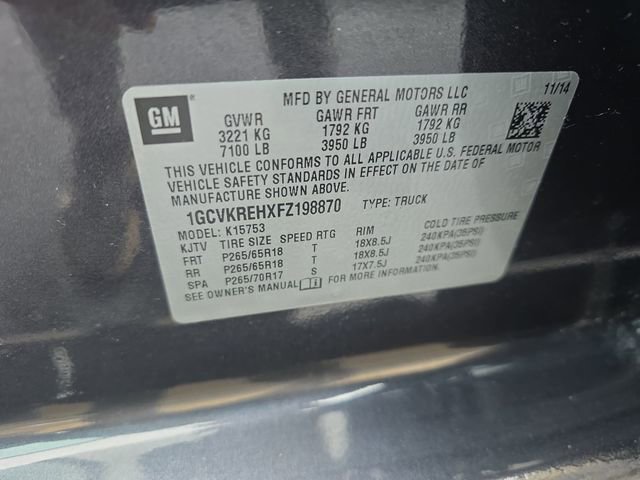 GM
MFD BY GENERAL MOTORS LLC 11/14
GVWR GAWR FRT GAWR RR
3221 KG 1792 KG 1792 KG
7100 LB 3950 LB 3950 LB
THIS VEHICLE CONFORMS TO ALL APPLICABLE U.S. FEDERAL MOTOR
VEHICLE SAFETY STANDARDS IN EFFECT ON THE DATE OF
MANUFACTURE SHOWN ABOVE.
1GCVKREHXFZ198870 TYPE: TRUCK
MODEL: K15753
KJTV TIRE SIZE SPEED RTG RIM COLD TIRE PRESSURE
FRT P265/65R18 T 18X8.5J 240KPA(35PSI)
RR P265/65R18 T 18X8.5J 240KPA(35PSI)
SPA P265/70R17 S 17X7.5J 240KPA(35PSI)
SEE OWNER'S MANUAL FOR MORE INFORMATION.